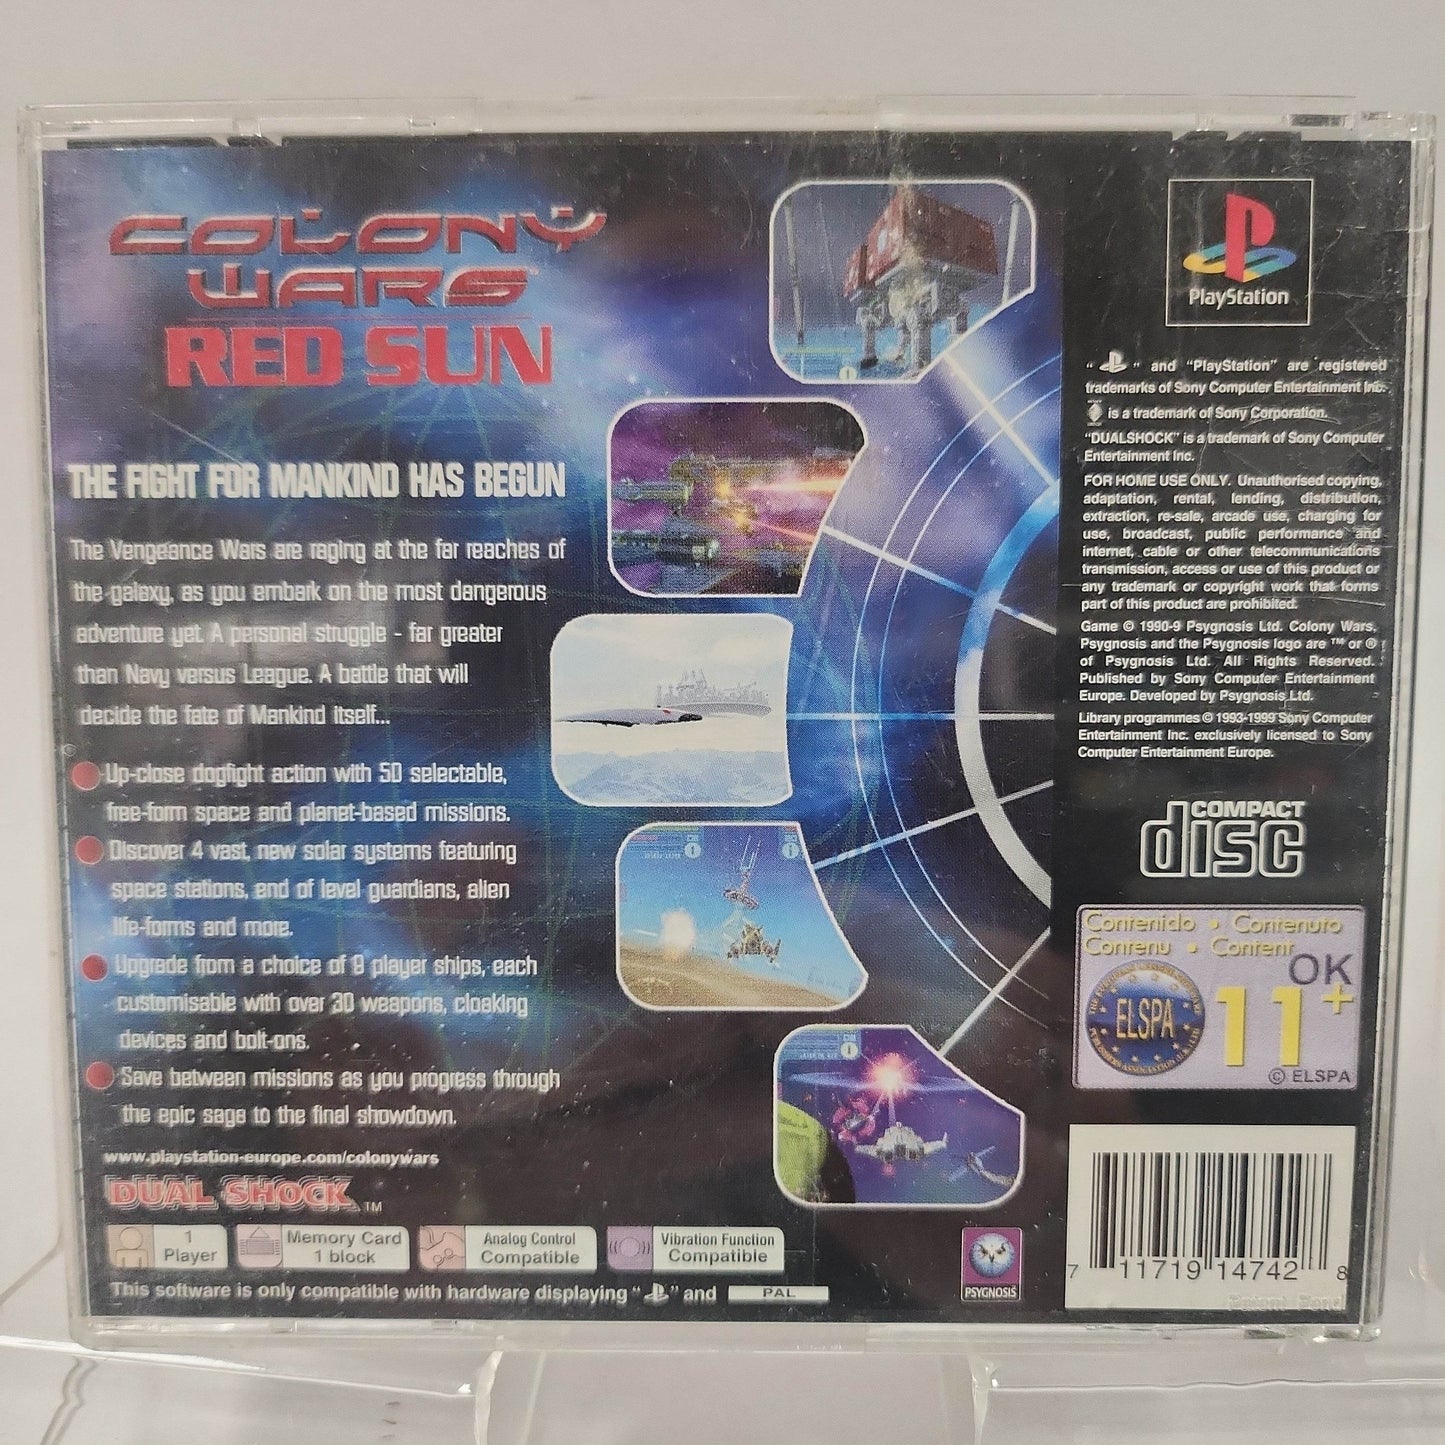 COLONY
WARS™
RED SUN
THE FIGHT FOR MANKIND HAS BEGUN
The Vengeance Wars are raging at the far reaches of
the galaxy, as you embark on the most dangerous
adventure yet. A personal struggle - far greater
than Navy versus League. A battle that will
decide the fate of Mankind itself...
Up-close dogfight action with 50 selectable,
free-form space and planet-based missions.
Discover 4 vast, new solar systems featuring
space stations, end of level guardians, alien
life-forms and more.
Upgrade from a choice of 9 player ships, each
customisable with over 30 weapons, cloaking
devices and bolt-ons.
Save between missions as you progress through
the epic saga to the final showdown.
www.playstation-europe.com/colonywars
DUAL SHOCK™
1
Player
Memory Card
1 block
Analog Control
Compatible
Vibration Function
Compatible
This software is only compatible with hardware displaying " " and PAL
PSYGNOSIS
PlayStation
" " and "PlayStation" are registered
trademarks of Sony Computer Entertainment Inc.
is a trademark of Sony Corporation.
"DUALSHOCK" is a trademark of Sony Computer
Entertainment Inc.
FOR HOME USE ONLY. Unauthorised copying,
adaptation, rental, lending, distribution,
extraction, re-sale, arcade use, charging for
use, broadcast, public performance and
internet, cable or other telecommunications
transmission, access or use of this product or
any trademark or copyright work that forms
part of this product are prohibited.
Game © 1990-9 Psygnosis Ltd. Colony Wars,
Psygnosis and the Psygnosis logo are ™ or ®
of Psygnosis Ltd. All Rights Reserved.
Published by Sony Computer Entertainment
Europe. Developed by Psygnosis Ltd.
Library programmes © 1993-1999 Sony Computer
Entertainment Inc. exclusively licensed to Sony
Computer Entertainment Europe.
COMPACT
disc
Contenido • Contenuto
Contenu • Content
OK
ELSPA
11+
© ELSPA
7 11719 14742 8